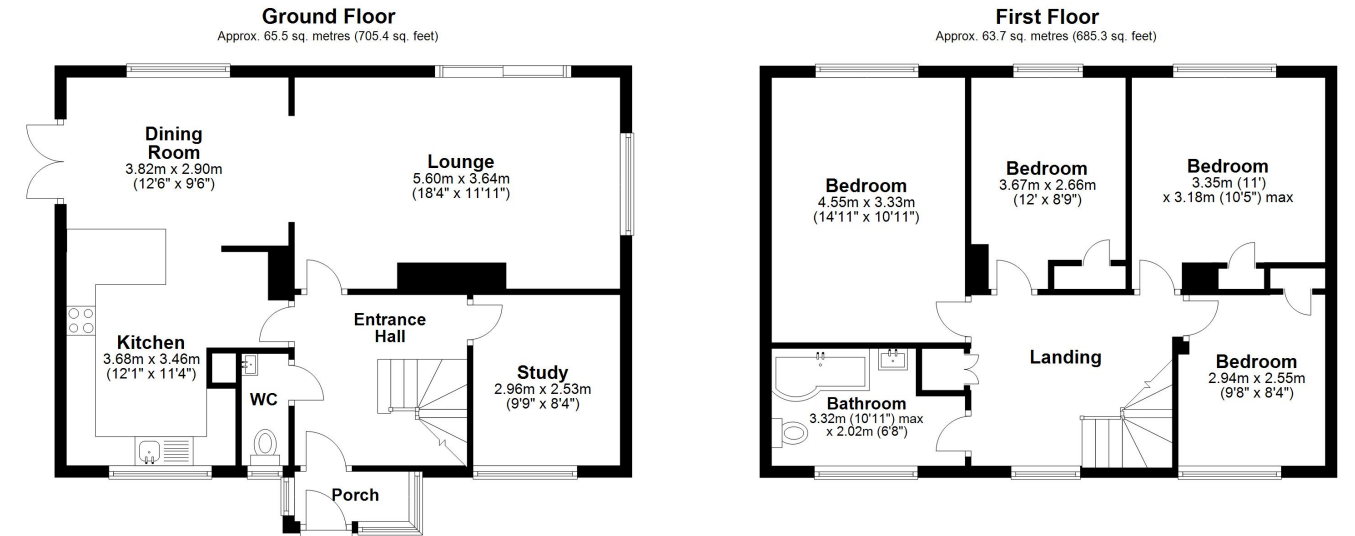 Ground Floor
Approx. 65.5 sq. metres (705.4 sq. feet)
Dining
Room
3.82m x 2.90m
(12'6" x 9'6")
Lounge
5.60m x 3.64m
(18'4" x 11'11")
Kitchen
3.68m x 3.46m
(12'1" x 11'4")
Entrance
Hall
WC
Study
2.96m x 2.53m
(9'9" x 8'4")
Porch
First Floor
Approx. 63.7 sq. metres (685.3 sq. feet)
Bedroom
4.55m x 3.33m
(14'11" x 10'11")
Bedroom
3.67m x 2.66m
(12' x 8'9")
Bedroom
3.35m (11')
x 3.18m (10'5") max
Landing
Bedroom
2.94m x 2.55m
(9'8" x 8'4")
Bathroom
3.32m (10'11") max
x 2.02m (6'8")